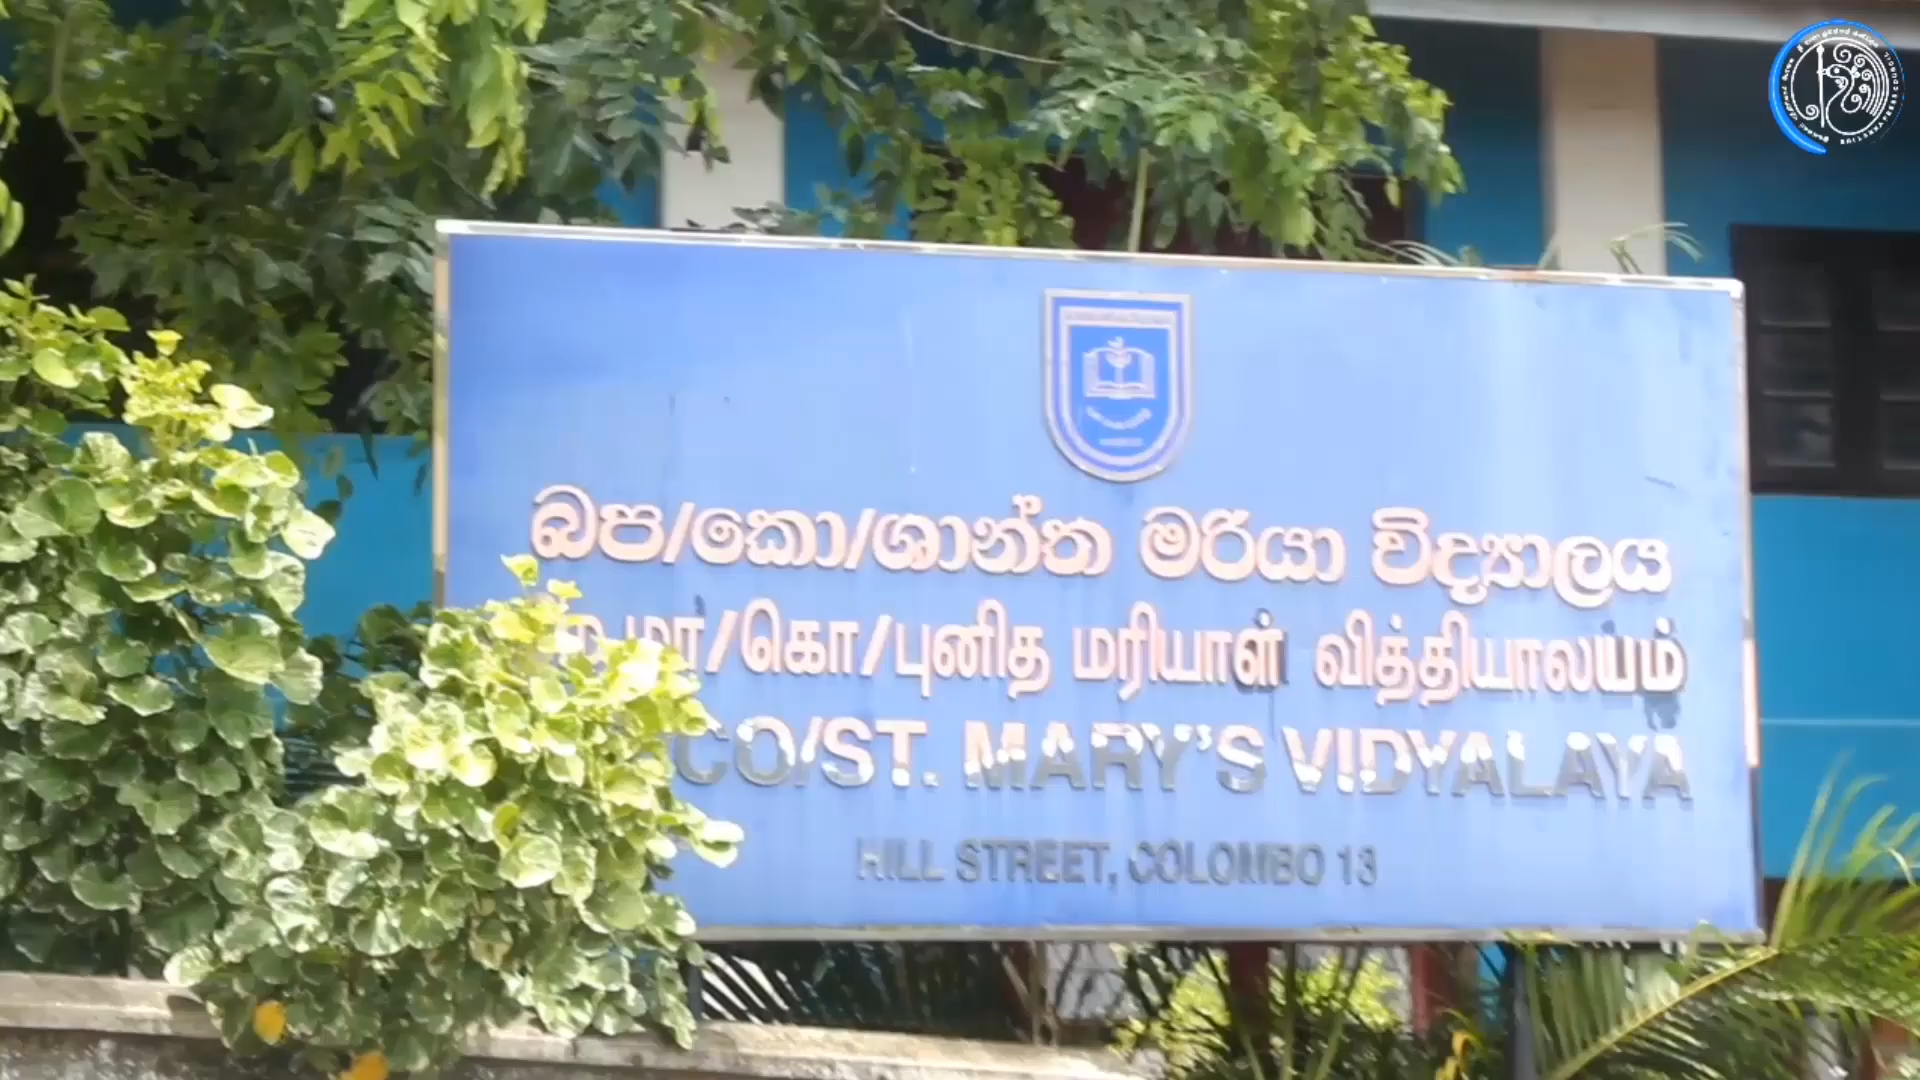 බප/කො/ශාන්ත මරියා විද්‍යාලය
மா/கொ/புனித மரியாள் வித்தியாலயம்
CO/ST. MARY'S VIDYALAYA
HILL STREET, COLOMBO 13